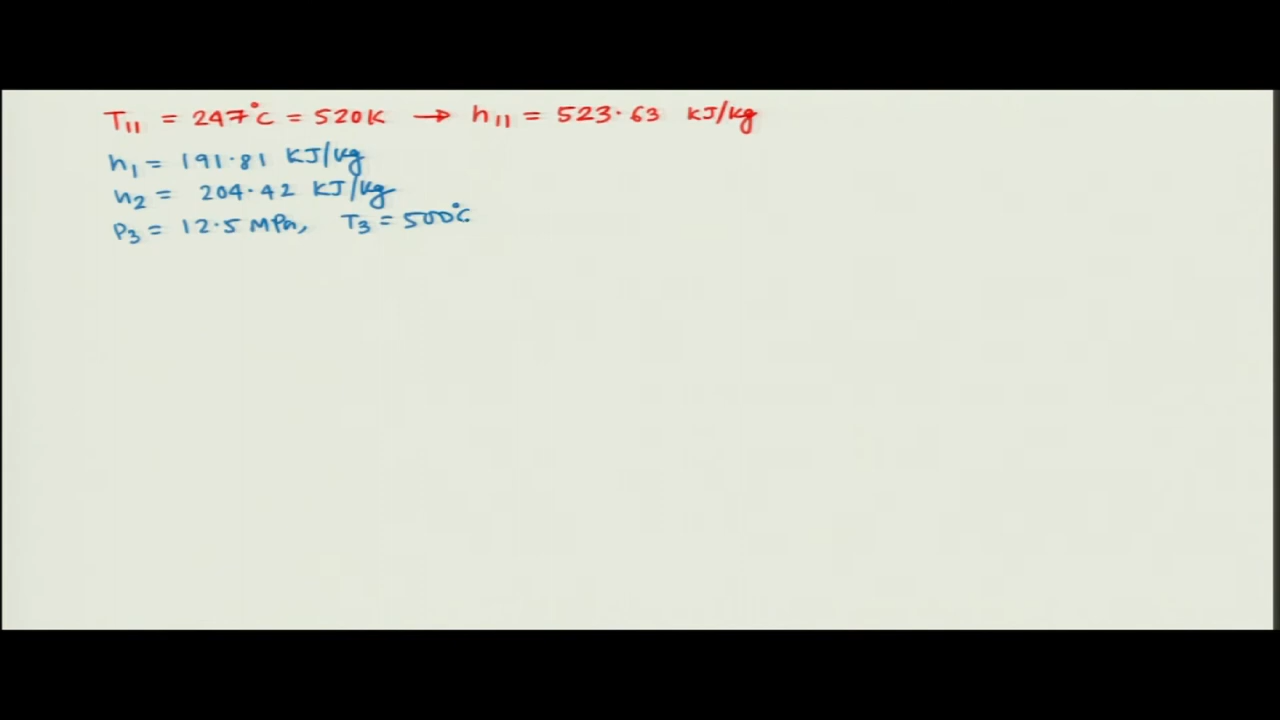 T₁₁ = 247°C = 520K → h₁₁ = 523.63 KJ/Kg
h₁ = 191.81 KJ/Kg
h₂ = 204.42 KJ/Kg
P₃ = 12.5 MPa, T₃ = 500°C